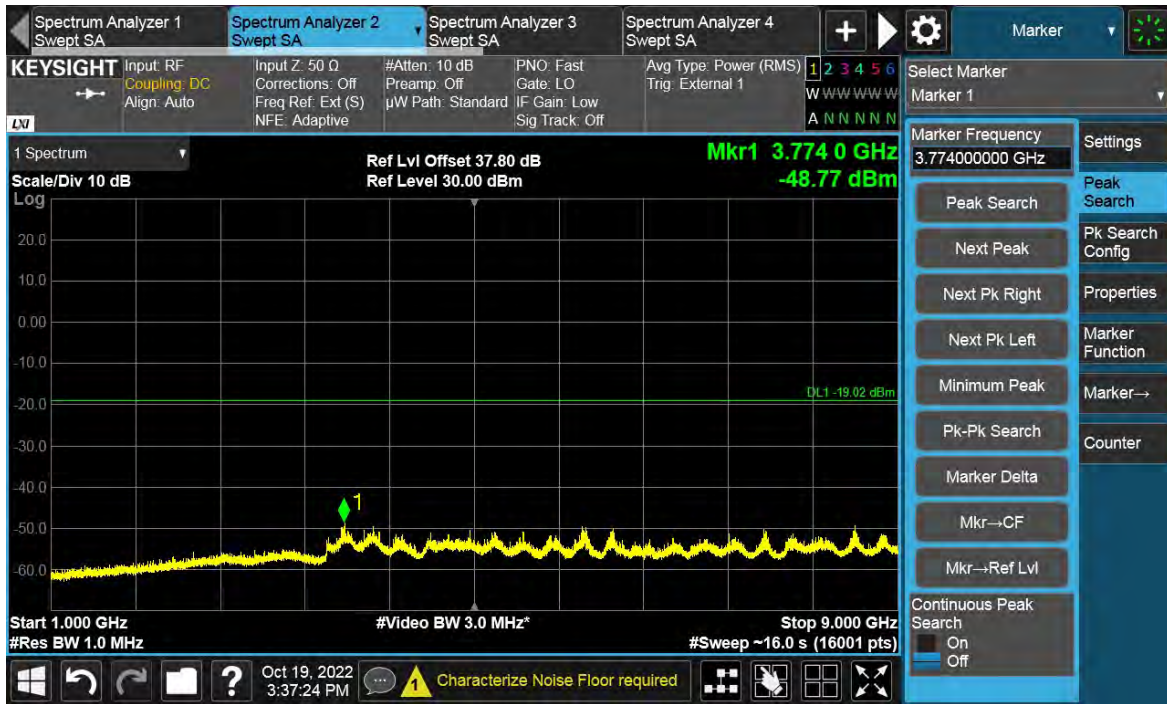 Spectrum Analyzer 1
Swept SA
Spectrum Analyzer 2
Swept SA
Spectrum Analyzer 3
Swept SA
Spectrum Analyzer 4
Swept SA
+
Marker
KEYSIGHT
LXI
Input: RF
Coupling: DC
Align: Auto
Input Z: 50 Ω
Corrections: Off
Freq Ref: Ext (S)
NFE: Adaptive
#Atten: 10 dB
Preamp: Off
µW Path: Standard
PNO: Fast
Gate: LO
IF Gain: Low
Sig Track: Off
Avg Type: Power (RMS)
Trig: External 1
1 2 3 4 5 6
W W W W W W
A N N N N N
Select Marker
Marker 1
1 Spectrum
Scale/Div 10 dB
Log
Ref Lvl Offset 37.80 dB
Ref Level 30.00 dBm
Mkr1 3.774 0 GHz
-48.77 dBm
20.0
10.0
0.00
-10.0
-20.0
-30.0
-40.0
-50.0
-60.0
DL1 -19.02 dBm
1
Start 1.000 GHz
#Res BW 1.0 MHz
#Video BW 3.0 MHz*
Stop 9.000 GHz
#Sweep ~16.0 s (16001 pts)
Marker Frequency
3.774000000 GHz
Peak Search
Next Peak
Next Pk Right
Next Pk Left
Minimum Peak
Pk-Pk Search
Marker Delta
Mkr→CF
Mkr→Ref Lvl
Continuous Peak
Search
On
Off
Settings
Peak
Search
Pk Search
Config
Properties
Marker
Function
Marker→
Counter
?
Oct 19, 2022
3:37:24 PM
1
Characterize Noise Floor required